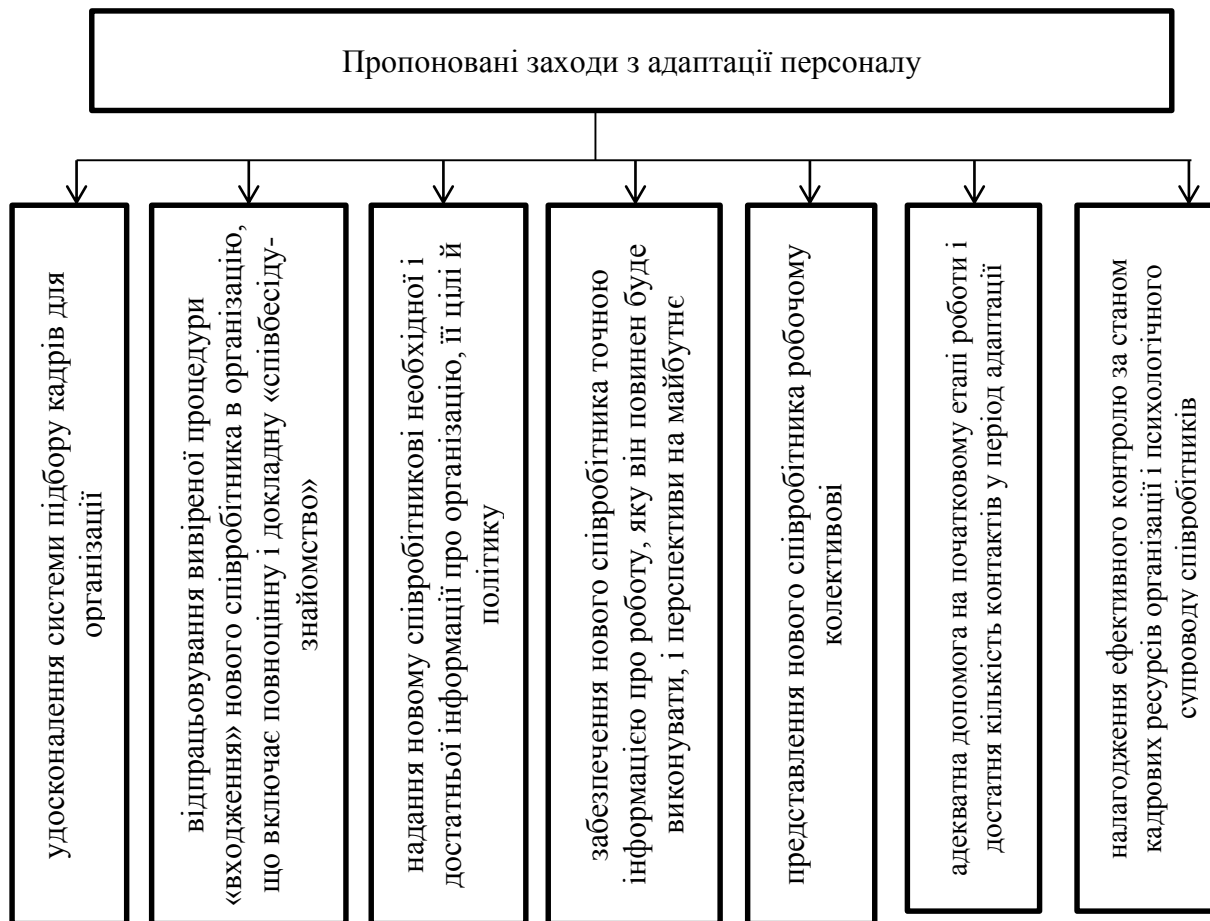 Пропоновані заходи з адаптації персоналу
удосконалення системи підбору кадрів для
організації
відпрацьовування вивіреної процедури
«входження» нового співробітника в організацію,
що включає повноцінну і докладну «співбесіду-
знайомство»
надання новому співробітникові необхідної і
достатньої інформації про організацію, її цілі й
політику
забезпечення нового співробітника точною
інформацією про роботу, яку він повинен буде
виконувати, і перспективи на майбутнє
представлення нового співробітника робочому
колективові
адекватна допомога на початковому етапі роботи і
достатня кількість контактів у період адаптації
налагодження ефективного контролю за станом
кадрових ресурсів організації і психологічного
супроводу співробітників